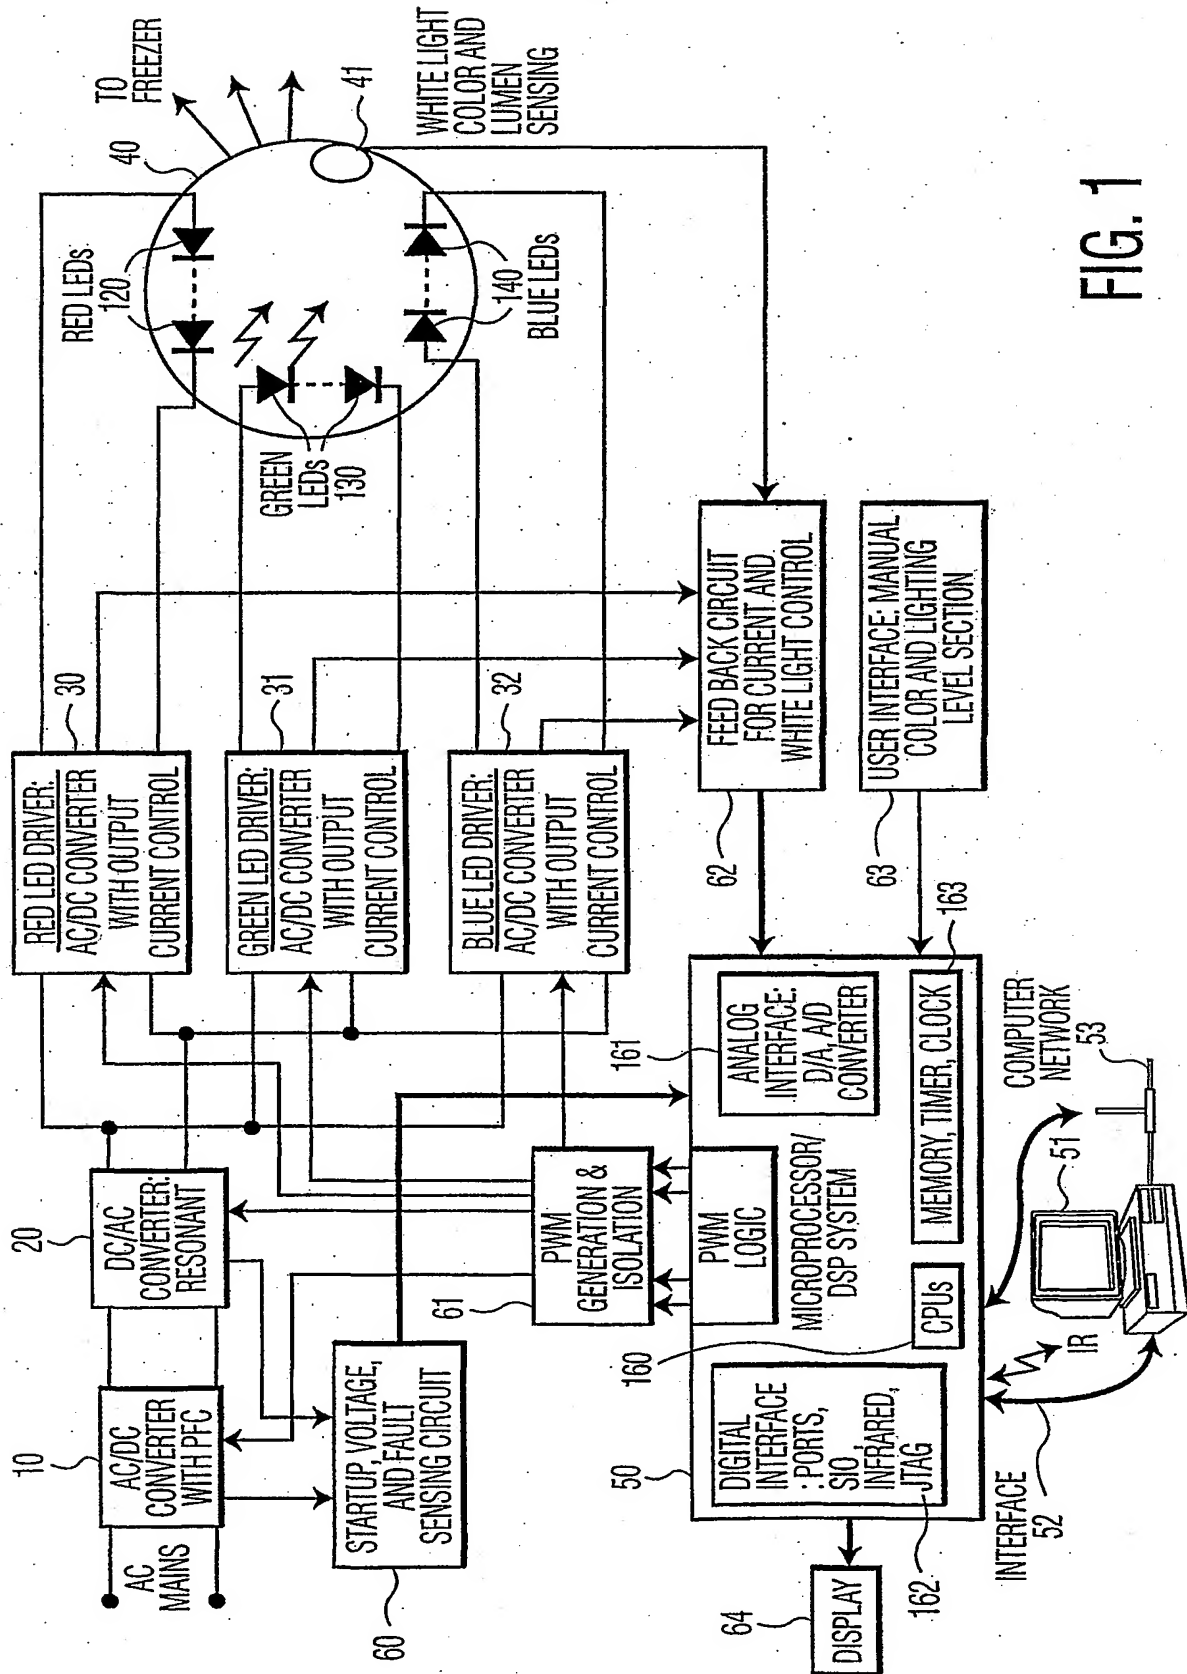 AC
MAINS
10
AC/DC
CONVERTER
WITH PFC
20
DC/AC
CONVERTER:
RESONANT
RED LED DRIVER:
AC/DC CONVERTER
WITH OUTPUT
CURRENT CONTROL
30
GREEN LED DRIVER:
AC/DC CONVERTER
WITH OUTPUT
CURRENT CONTROL
31
BLUE LED DRIVER:
AC/DC CONVERTER
WITH OUTPUT
CURRENT CONTROL
32
RED LEDs
120
40
TO
FREEZER
GREEN
LEDs
130
140
BLUE LEDs
41
WHITE LIGHT
COLOR AND
LUMEN
SENSING
60
STARTUP, VOLTAGE,
AND FAULT
SENSING CIRCUIT
61
PWM
GENERATION &
ISOLATION
62
FEED BACK CIRCUIT
FOR CURRENT AND
WHITE LIGHT CONTROL
63
USER INTERFACE: MANUAL
COLOR AND LIGHTING
LEVEL SECTION
50
DIGITAL
INTERFACE
: PORTS,
SIO,
INFRARED,
JTAG
162
160
PWM
LOGIC
MICROPROCESSOR/
DSP SYSTEM
CPUs
161
ANALOG
INTERFACE:
D/A, A/D
CONVERTER
MEMORY, TIMER, CLOCK
163
64
DISPLAY
INTERFACE
52
IR
51
COMPUTER
NETWORK
53
FIG. 1